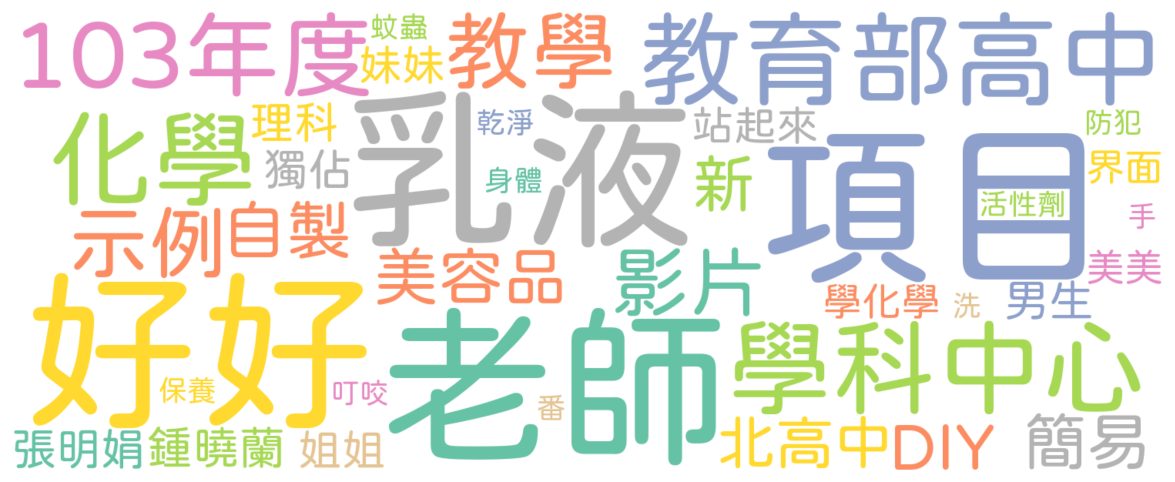 103年度
蚊蟲
妹妹
教學
教育部高中
化學
理科
獨佔
乳液
乾淨
身體
站起來
新
項目
防犯
界面
活性劑
手
美美
示例
自製
美容品
影片
學化學
洗
男生
好好
保養
叮咬
老師
番
學科中心
張明娟
鍾曉蘭
姐姐
北高中
DIY
簡易